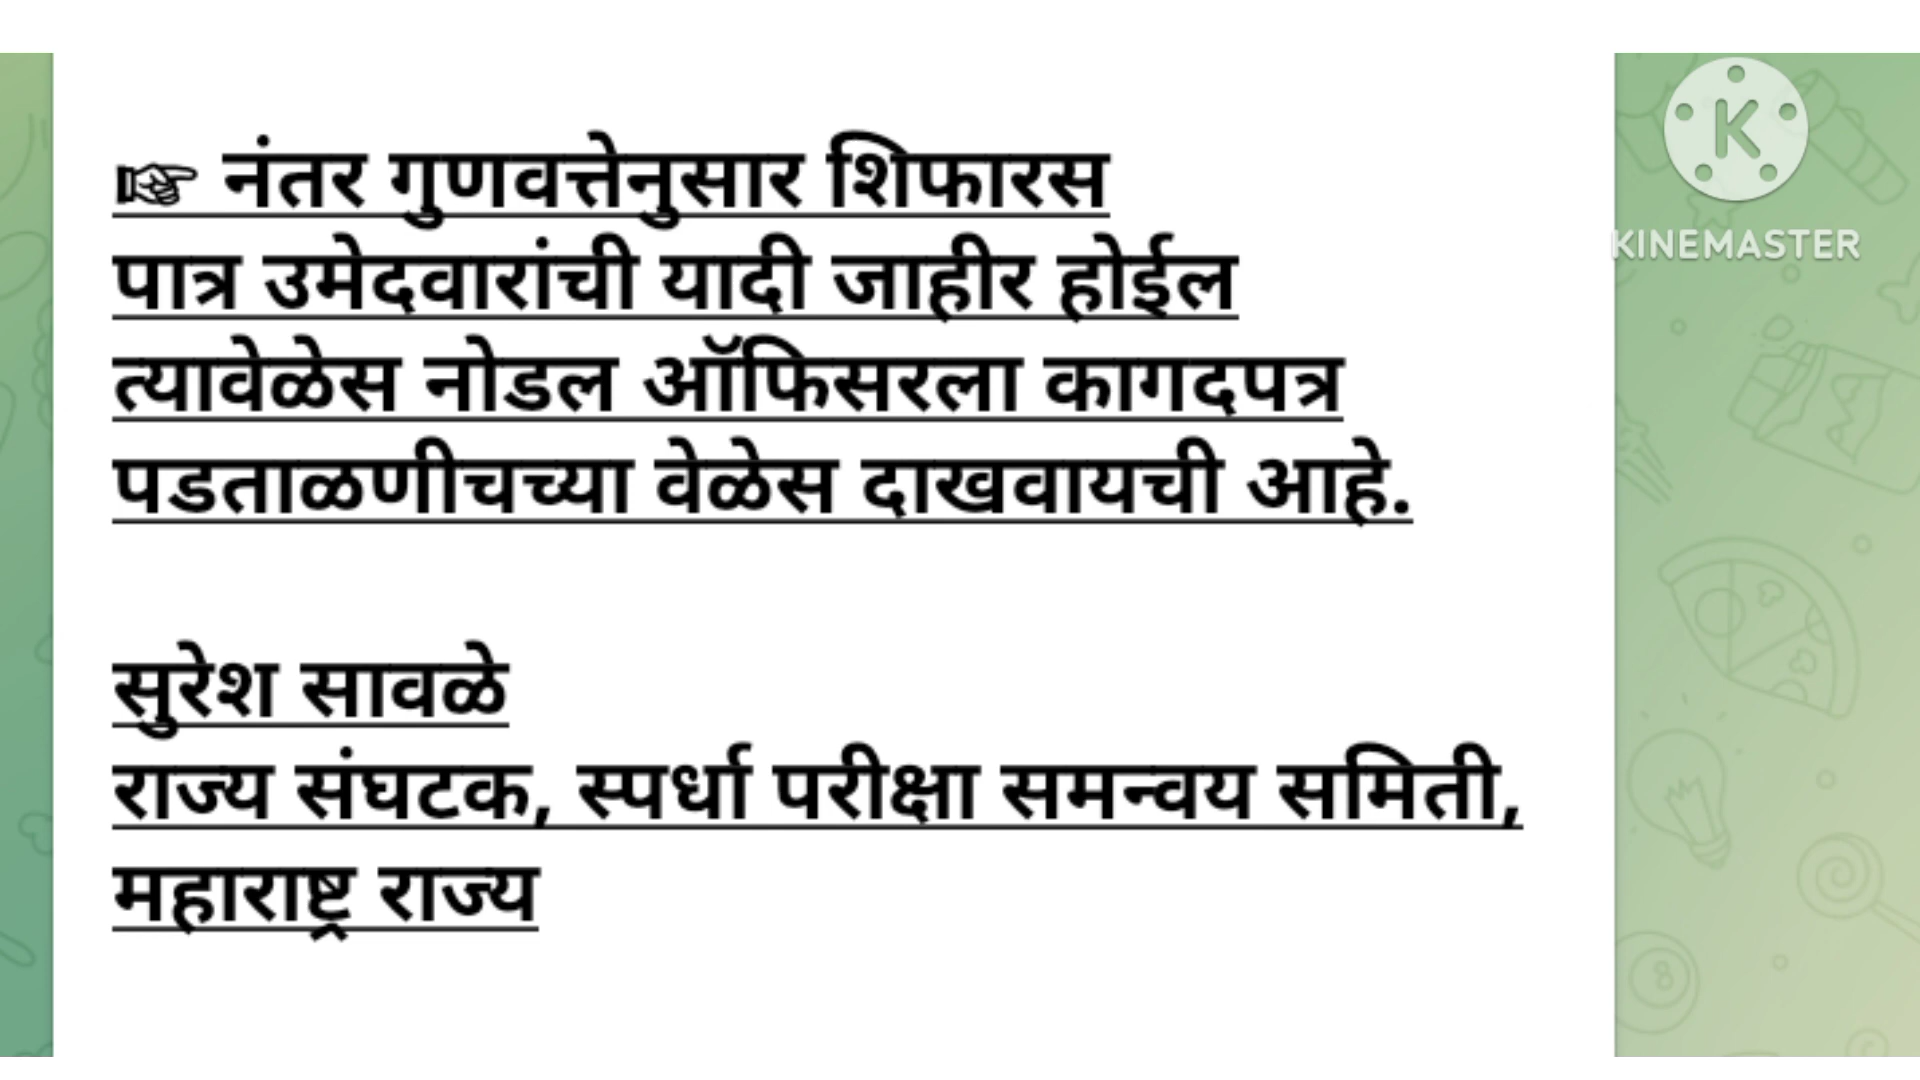 ☞ नंतर गुणवत्तेनुसार शिफारस
पात्र उमेदवारांची यादी जाहीर होईल
त्यावेळेस नोडल ऑफिसरला कागदपत्र
पडताळणीचच्या वेळेस दाखवायची आहे.
सुरेश सावळे
राज्य संघटक, स्पर्धा परीक्षा समन्वय समिती,
महाराष्ट्र राज्य
K
KINEMASTER